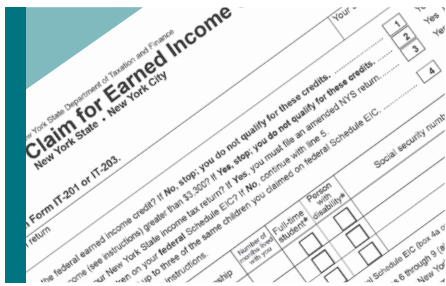 Your
York State Department of Taxation and Finance
Claim for Earned Income
New York State • New York City
Form IT-201 or IT-203.
return
the federal earned income credit? If No, stop; you do not qualify for these credits. 1 Yes
come (see instructions) greater than $3,300? If Yes, stop; you do not qualify for these credits. 2 Yes
our New York State income tax return? If Yes, you must file an amended NYS return. 3 Yes
en on your federal Schedule EIC? If No, continue with line 5. 4
up to three of the same children you claimed on federal Schedule EIC.
instructions.
Social security numb
Number of
months lived
with you
Full-time
student*
Person
with
disability*
ship
al Schedule EIC (box 4a o
s 6 through 9
New Yo